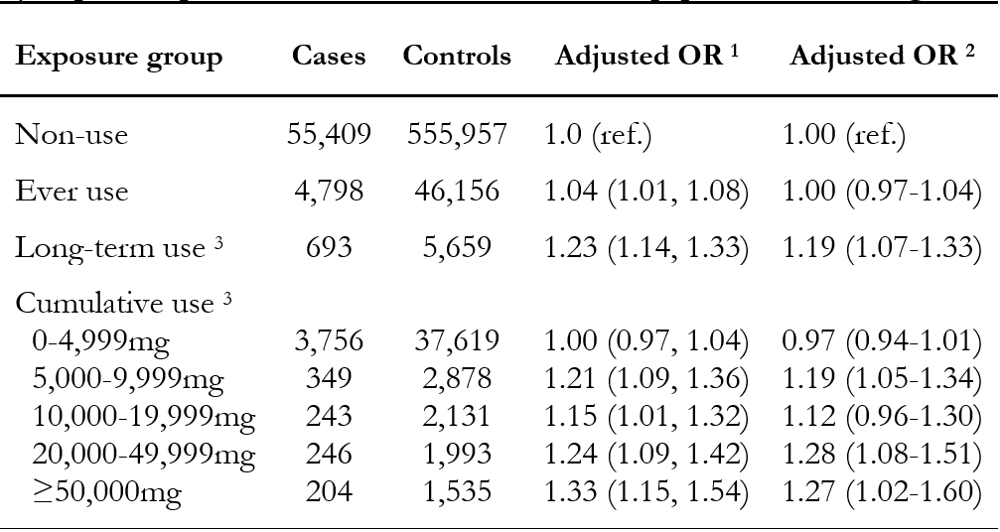 Exposure group Cases Controls Adjusted OR 1 Adjusted OR 2
Non-use 55,409 555,957 1.0 (ref.) 1.00 (ref.)
Ever use 4,798 46,156 1.04 (1.01, 1.08) 1.00 (0.97-1.04)
Long-term use 3 693 5,659 1.23 (1.14, 1.33) 1.19 (1.07-1.33)
Cumulative use 3
0-4,999mg 3,756 37,619 1.00 (0.97, 1.04) 0.97 (0.94-1.01)
5,000-9,999mg 349 2,878 1.21 (1.09, 1.36) 1.19 (1.05-1.34)
10,000-19,999mg 243 2,131 1.15 (1.01, 1.32) 1.12 (0.96-1.30)
20,000-49,999mg 246 1,993 1.24 (1.09, 1.42) 1.28 (1.08-1.51)
≥50,000mg 204 1,535 1.33 (1.15, 1.54) 1.27 (1.02-1.60)